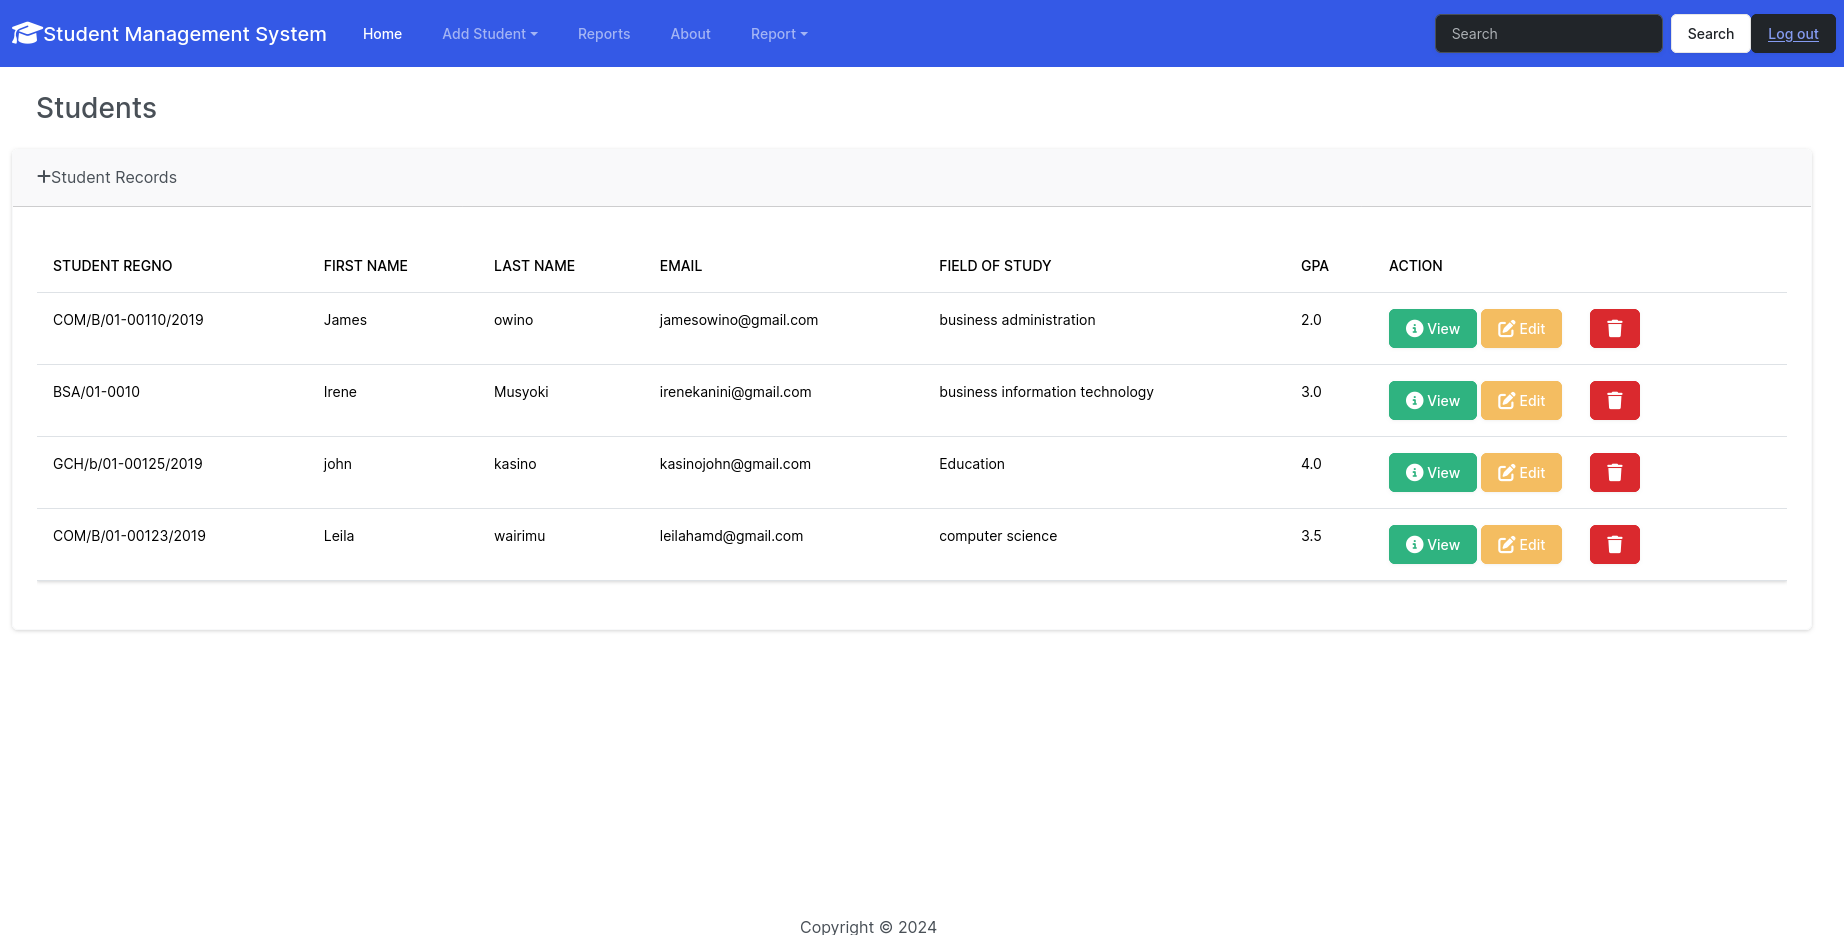 Student Management System Home Add Student Reports About Report Search Search Log out
Students
Student Records
STUDENT REGNO FIRST NAME LAST NAME EMAIL FIELD OF STUDY GPA ACTION
COM/B/01-00110/2019 James owino jamesowino@gmail.com business administration 2.0 View Edit
BSA/01-0010 Irene Musyoki irenekanini@gmail.com business information technology 3.0 View Edit
GCH/b/01-00125/2019 john kasino kasinojohn@gmail.com Education 4.0 View Edit
COM/B/01-00123/2019 Leila wairimu leilahamd@gmail.com computer science 3.5 View Edit
Copyright © 2024